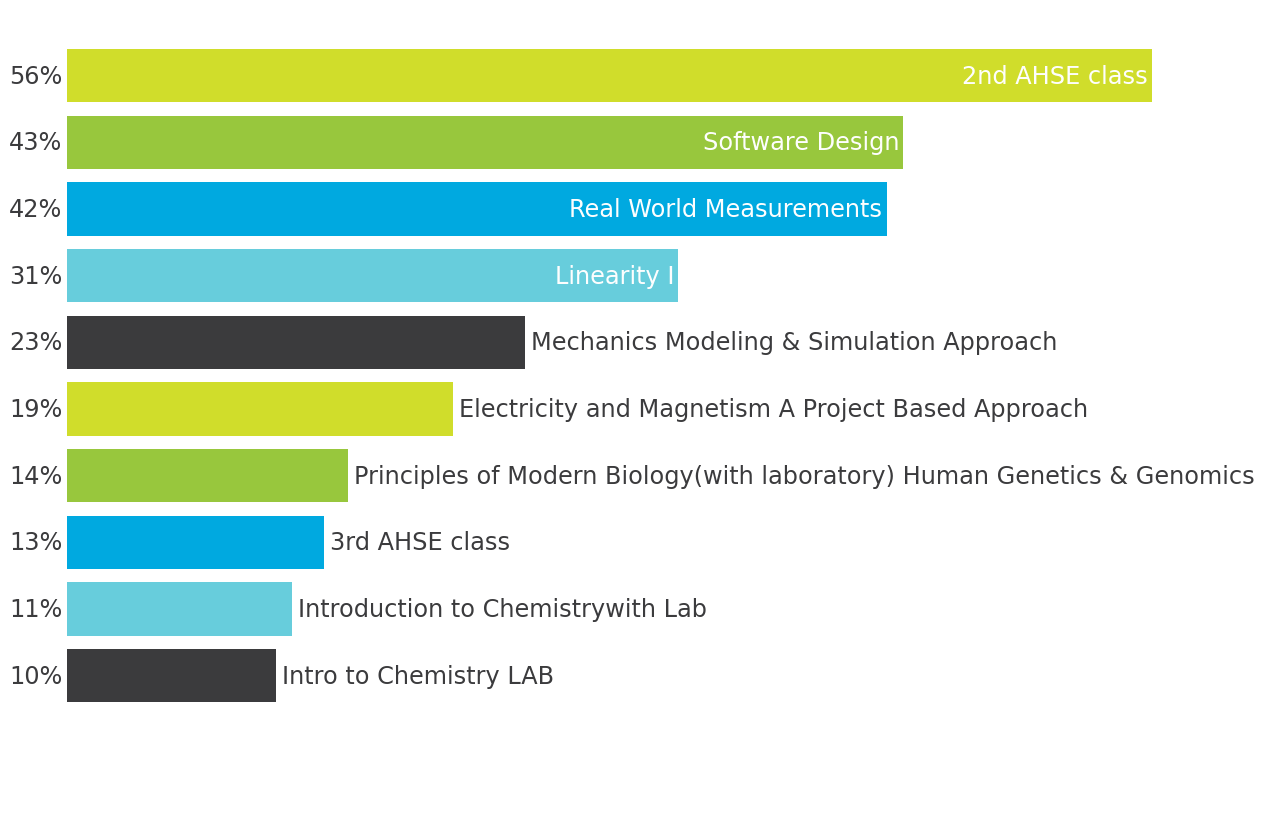 56% 2nd AHSE class
43% Software Design
42% Real World Measurements
31% Linearity I
23% Mechanics Modeling & Simulation Approach
19% Electricity and Magnetism A Project Based Approach
14% Principles of Modern Biology(with laboratory) Human Genetics & Genomics
13% 3rd AHSE class
11% Introduction to Chemistrywith Lab
10% Intro to Chemistry LAB